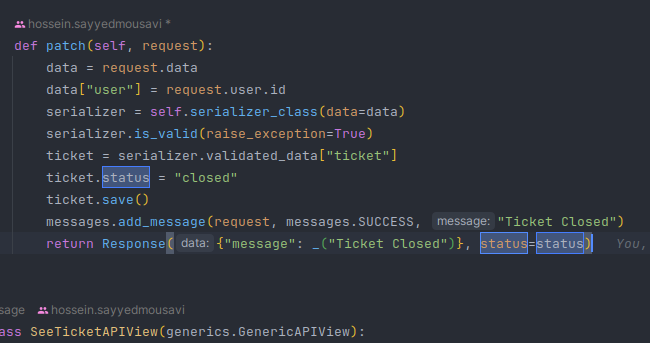 hossein.sayyedmousavi *
def patch(self, request):
data = request.data
data["user"] = request.user.id
serializer = self.serializer_class(data=data)
serializer.is_valid(raise_exception=True)
ticket = serializer.validated_data["ticket"]
ticket.status = "closed"
ticket.save()
messages.add_message(request, messages.SUCCESS, message: "Ticket Closed")
return Response( data: {"message": _("Ticket Closed")}, status=status) You,
sage hossein.sayyedmousavi
ass SeeTicketAPIView(generics.GenericAPIView):